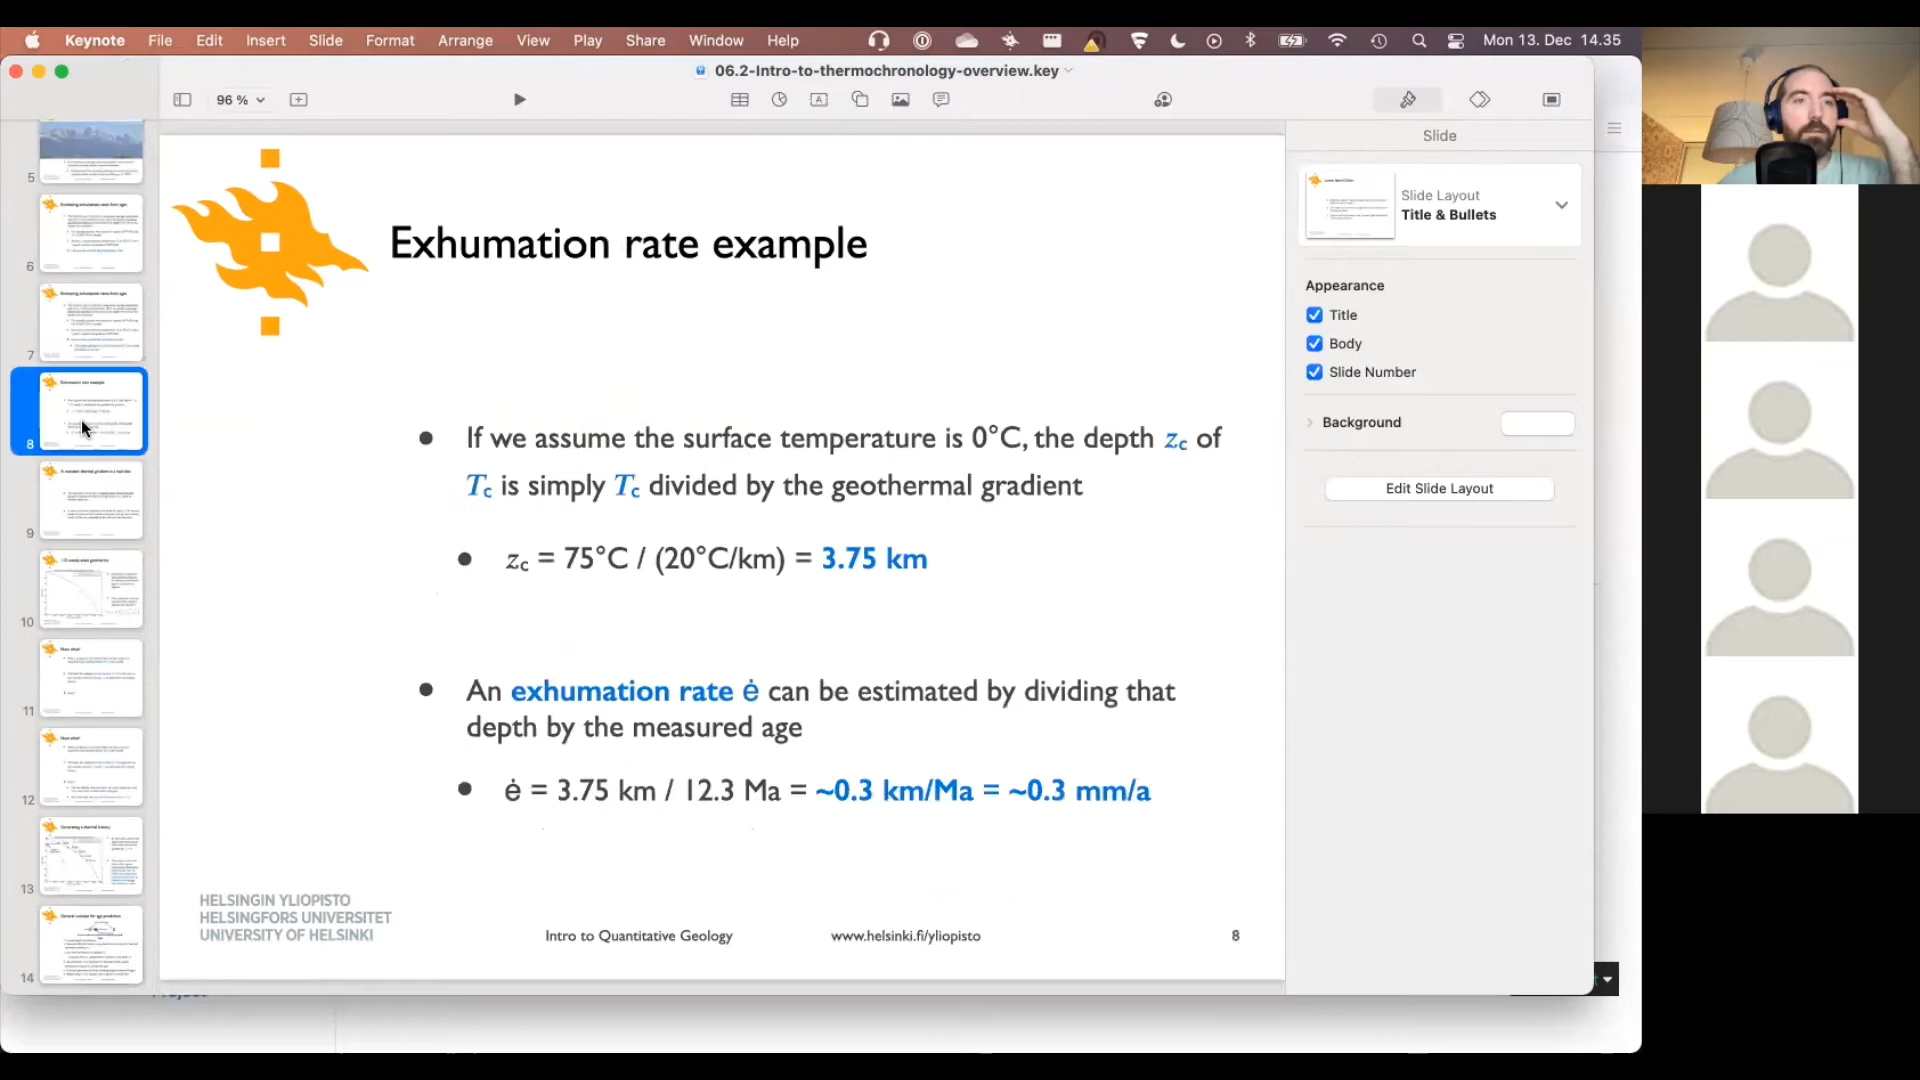 Keynote File Edit Insert Slide Format Arrange View Play Share Window Help Mon 13. Dec 14.35
06.2-Intro-to-thermochronology-overview.key
96 %
Slide
5
6
7
8
9
10
11
12
13
14
Exhumation rate example
• If we assume the surface temperature is 0°C, the depth zc of
Tc is simply Tc divided by the geothermal gradient
• zc = 75°C / (20°C/km) = 3.75 km
• An exhumation rate ė can be estimated by dividing that
depth by the measured age
• ė = 3.75 km / 12.3 Ma = ~0.3 km/Ma = ~0.3 mm/a
HELSINGIN YLIOPISTO
HELSINGFORS UNIVERSITET
UNIVERSITY OF HELSINKI
Intro to Quantitative Geology www.helsinki.fi/yliopisto 8
Slide Layout
Title & Bullets
Appearance
Title
Body
Slide Number
Background
Edit Slide Layout